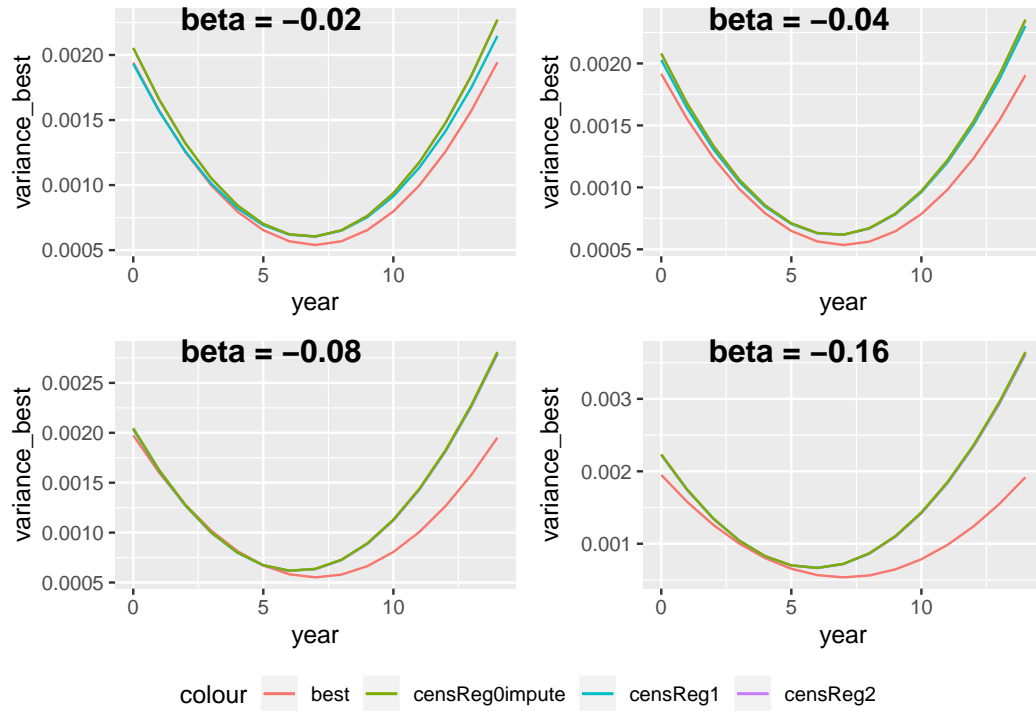 beta = −0.02
variance_best
0.0020
0.0015
0.0010
0.0005
0 5 10
year
beta = −0.04
variance_best
0.0020
0.0015
0.0010
0.0005
0 5 10
year
beta = −0.08
variance_best
0.0025
0.0020
0.0015
0.0010
0.0005
0 5 10
year
beta = −0.16
variance_best
0.003
0.002
0.001
0 5 10
year
colour best censReg0impute censReg1 censReg2